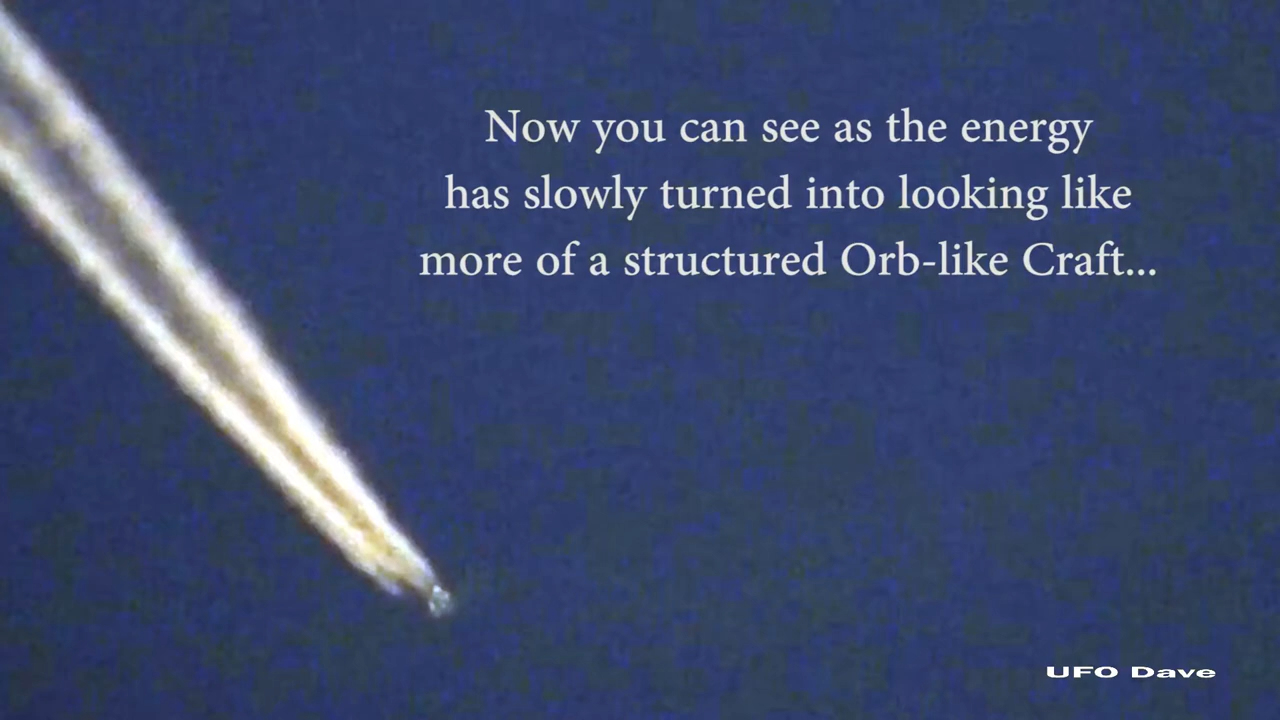 Now you can see as the energy
has slowly turned into looking like
more of a structured Orb-like Craft...
UFO Dave